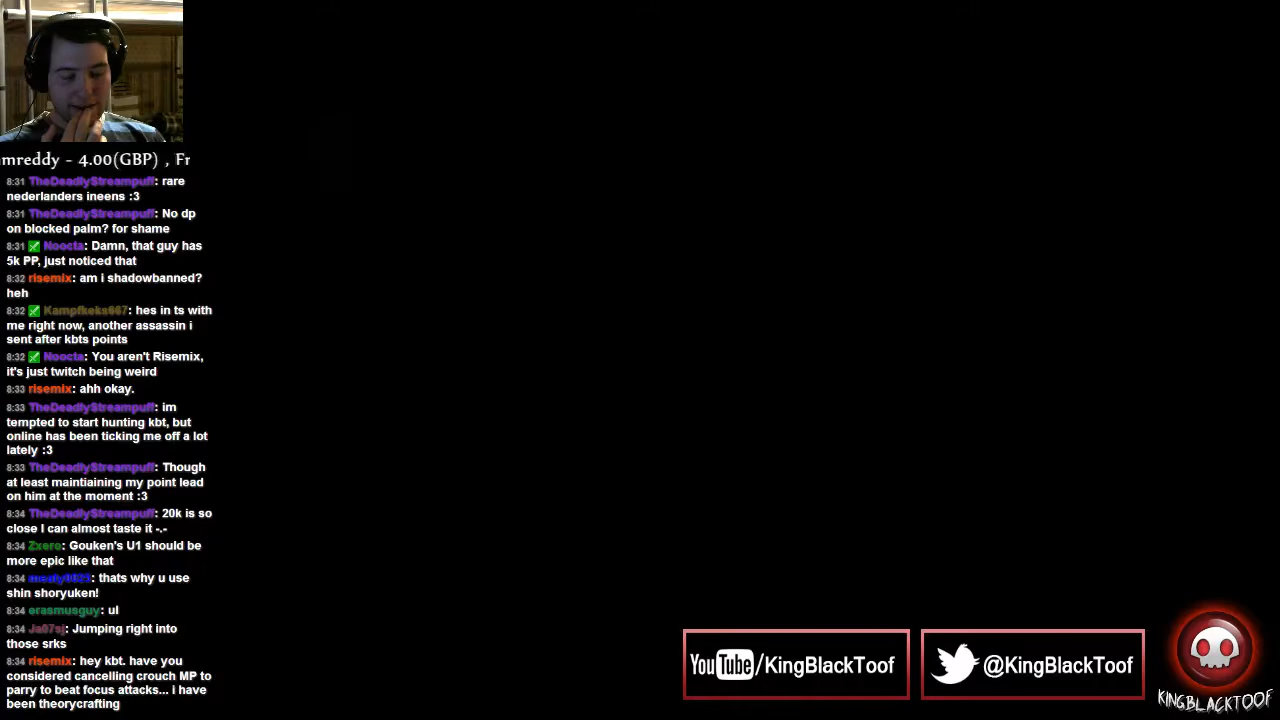 mreddy - 4.00(GBP) , Fr
8:31 TheDeadlyStreampuff: rare
nederlanders ineens :3
8:31 TheDeadlyStreampuff: No dp
on blocked palm? for shame
8:31 Noocta: Damn, that guy has
5k PP, just noticed that
8:32 risemix: am i shadowbanned?
heh
8:32 Kampfkeks667: hes in ts with
me right now, another assassin i
sent after kbts points
8:32 Noocta: You aren't Risemix,
it's just twitch being weird
8:33 risemix: ahh okay.
8:33 TheDeadlyStreampuff: im
tempted to start hunting kbt, but
online has been ticking me off a lot
lately :3
8:33 TheDeadlyStreampuff: Though
at least maintiaining my point lead
on him at the moment :3
8:34 TheDeadlyStreampuff: 20k is so
close I can almost taste it -.-
8:34 Zxero: Gouken's U1 should be
more epic like that
8:34 : thats why u use
shin shoryuken!
8:34 erasmusguy: ul
8:34 Ja07sj: Jumping right into
those srks
8:34 risemix: hey kbt. have you
considered cancelling crouch MP to
parry to beat focus attacks... i have
been theorycrafting
YouTube/KingBlackToof
@KingBlackToof
KINGBLACKTOOF